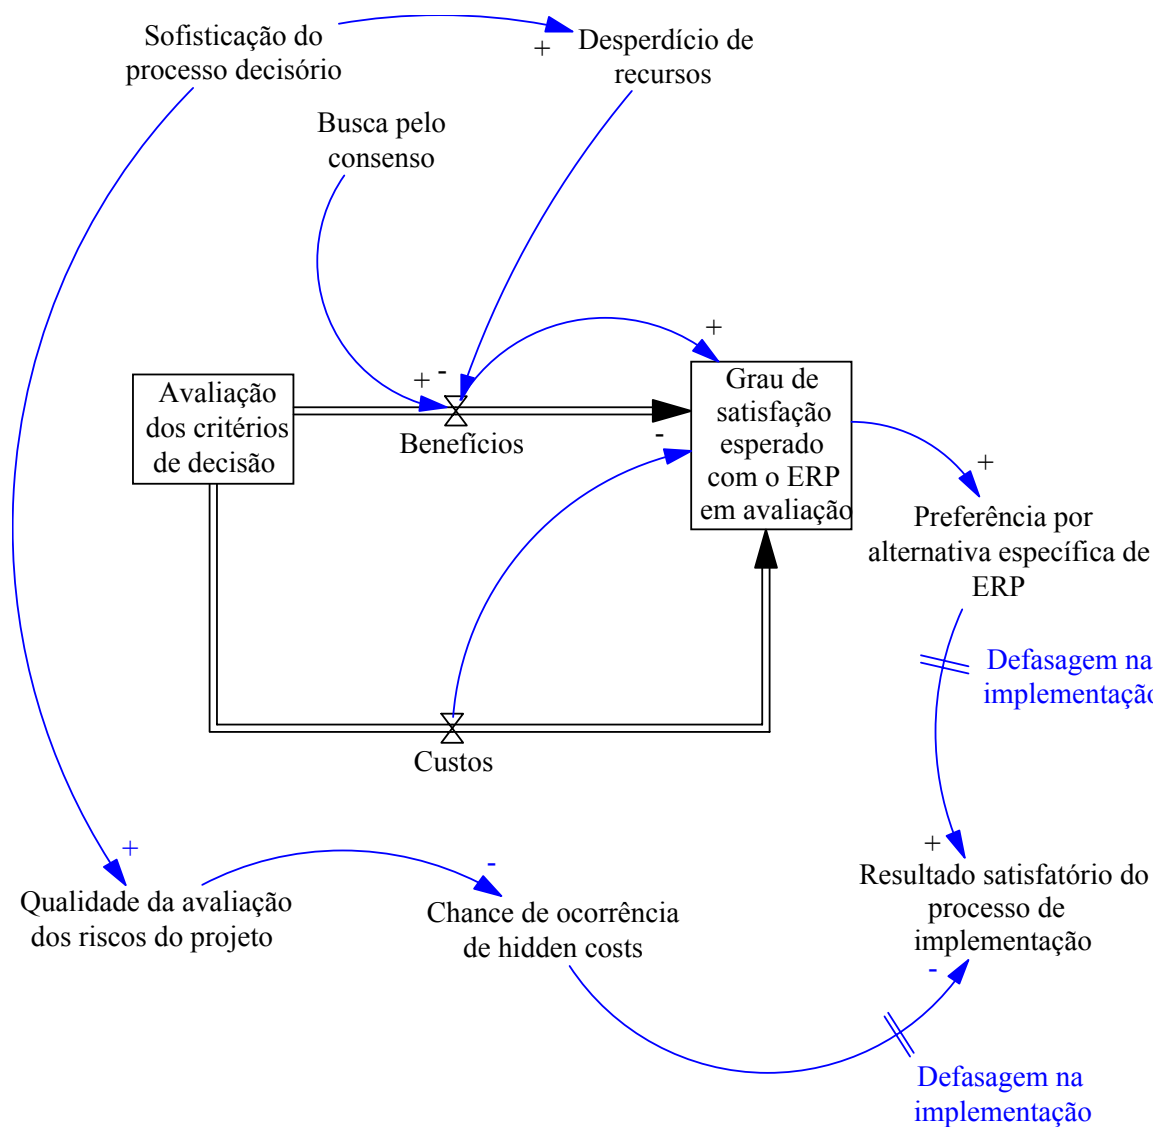 Sofisticação do
processo decisório
+
Desperdício de
recursos
Busca pelo
consenso
+
-
+
Avaliação
dos critérios
de decisão
Benefícios
-
Grau de
satisfação
esperado
com o ERP
em avaliação
+
Preferência por
alternativa específica de
ERP
Defasagem na
implementação
Custos
+
Qualidade da avaliação
dos riscos do projeto
-
Chance de ocorrência
de hidden costs
+
Resultado satisfatório do
processo de
implementação
-
Defasagem na
implementação